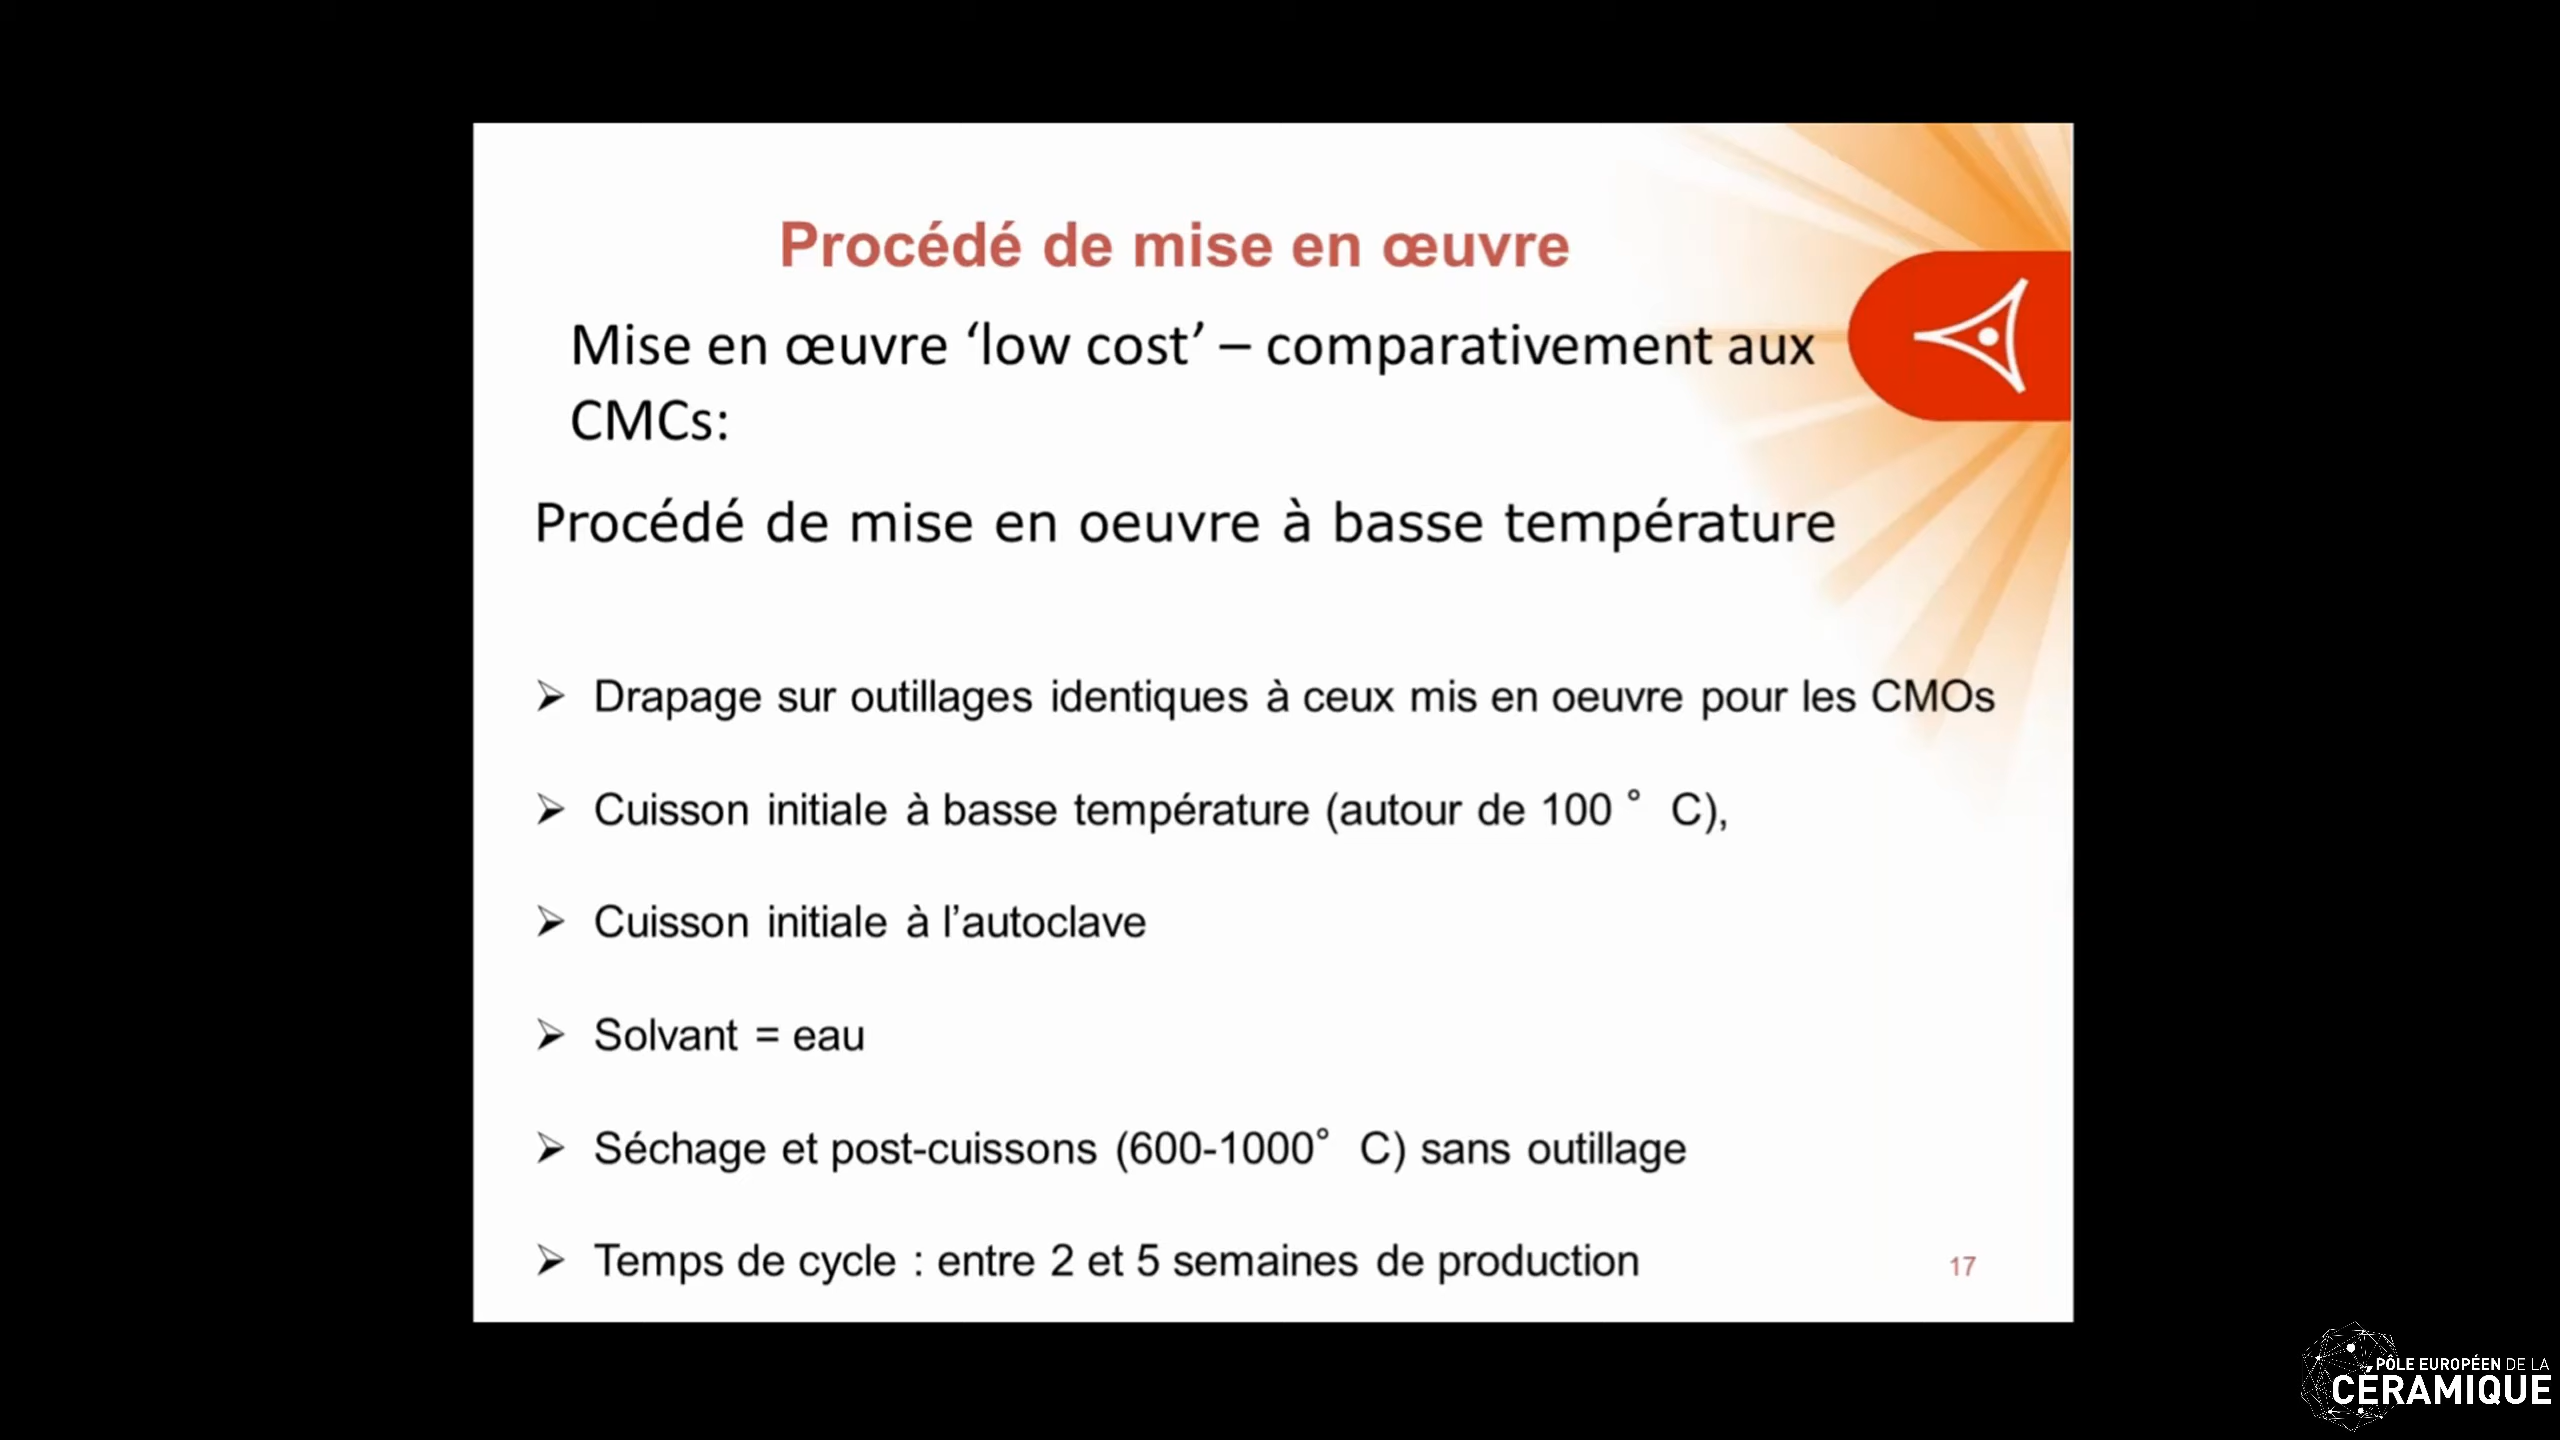 Procédé de mise en œuvre
Mise en œuvre ‘low cost’ – comparativement aux
CMCs:
Procédé de mise en oeuvre à basse température
➢ Drapage sur outillages identiques à ceux mis en oeuvre pour les CMOs
➢ Cuisson initiale à basse température (autour de 100 ° C),
➢ Cuisson initiale à l’autoclave
➢ Solvant = eau
➢ Séchage et post-cuissons (600-1000° C) sans outillage
➢ Temps de cycle : entre 2 et 5 semaines de production
17
PÔLE EUROPÉEN DE LA
CÉRAMIQUE